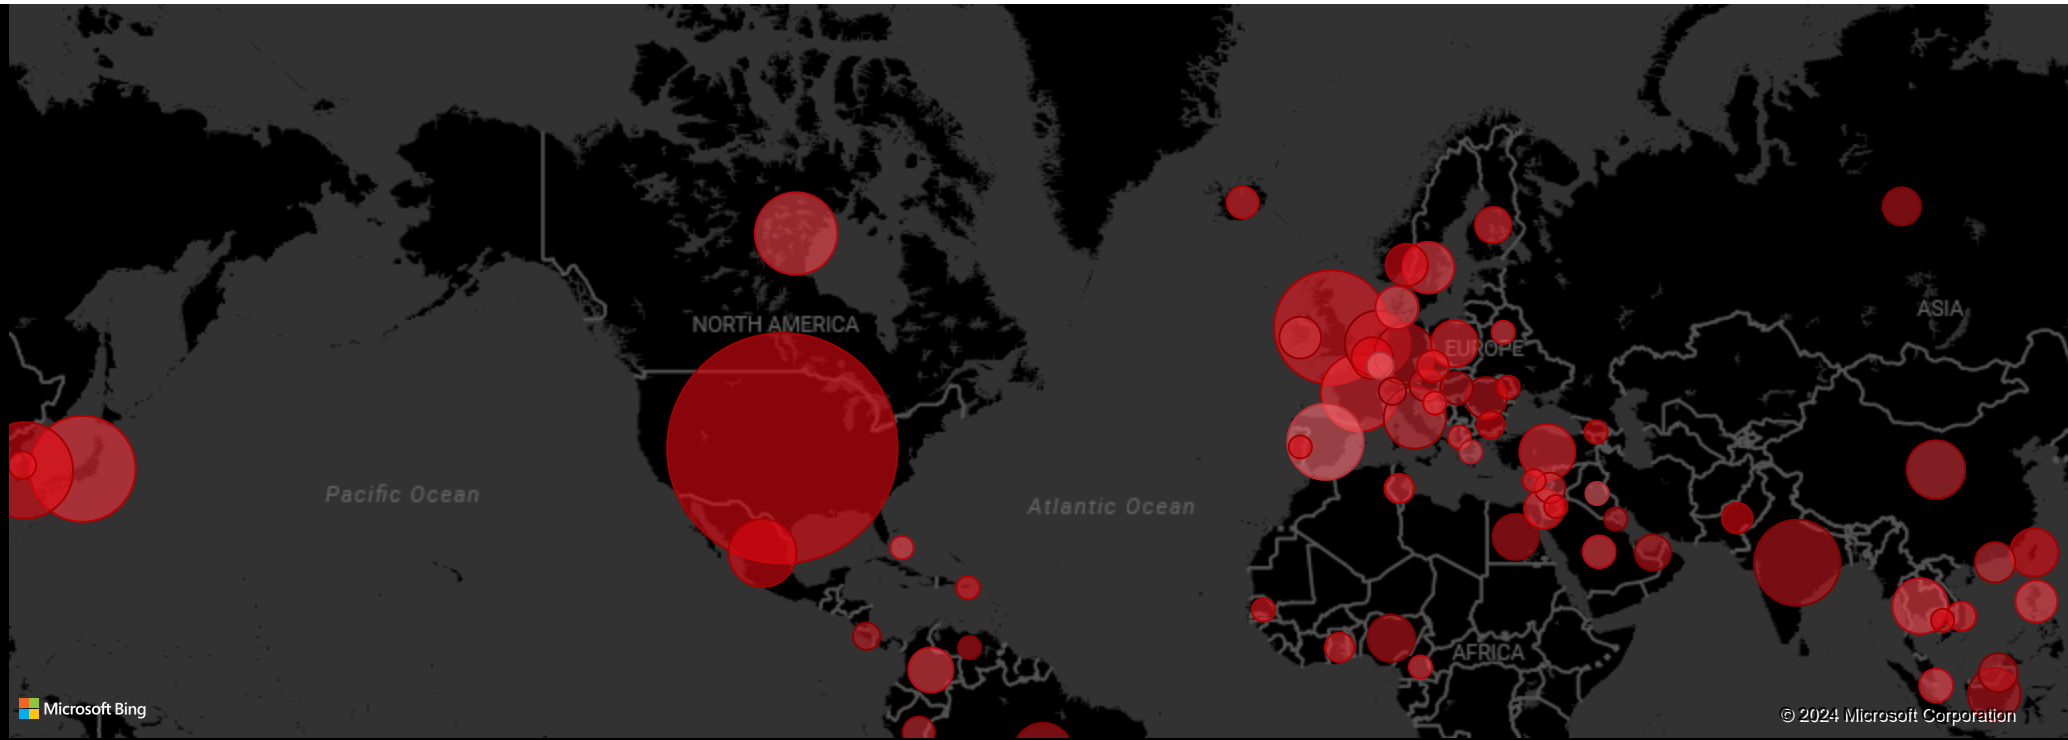 NORTH AMERICA
ASIA
EUROPE
Pacific Ocean
Atlantic Ocean
AFRICA
Microsoft Bing
© 2024 Microsoft Corporation